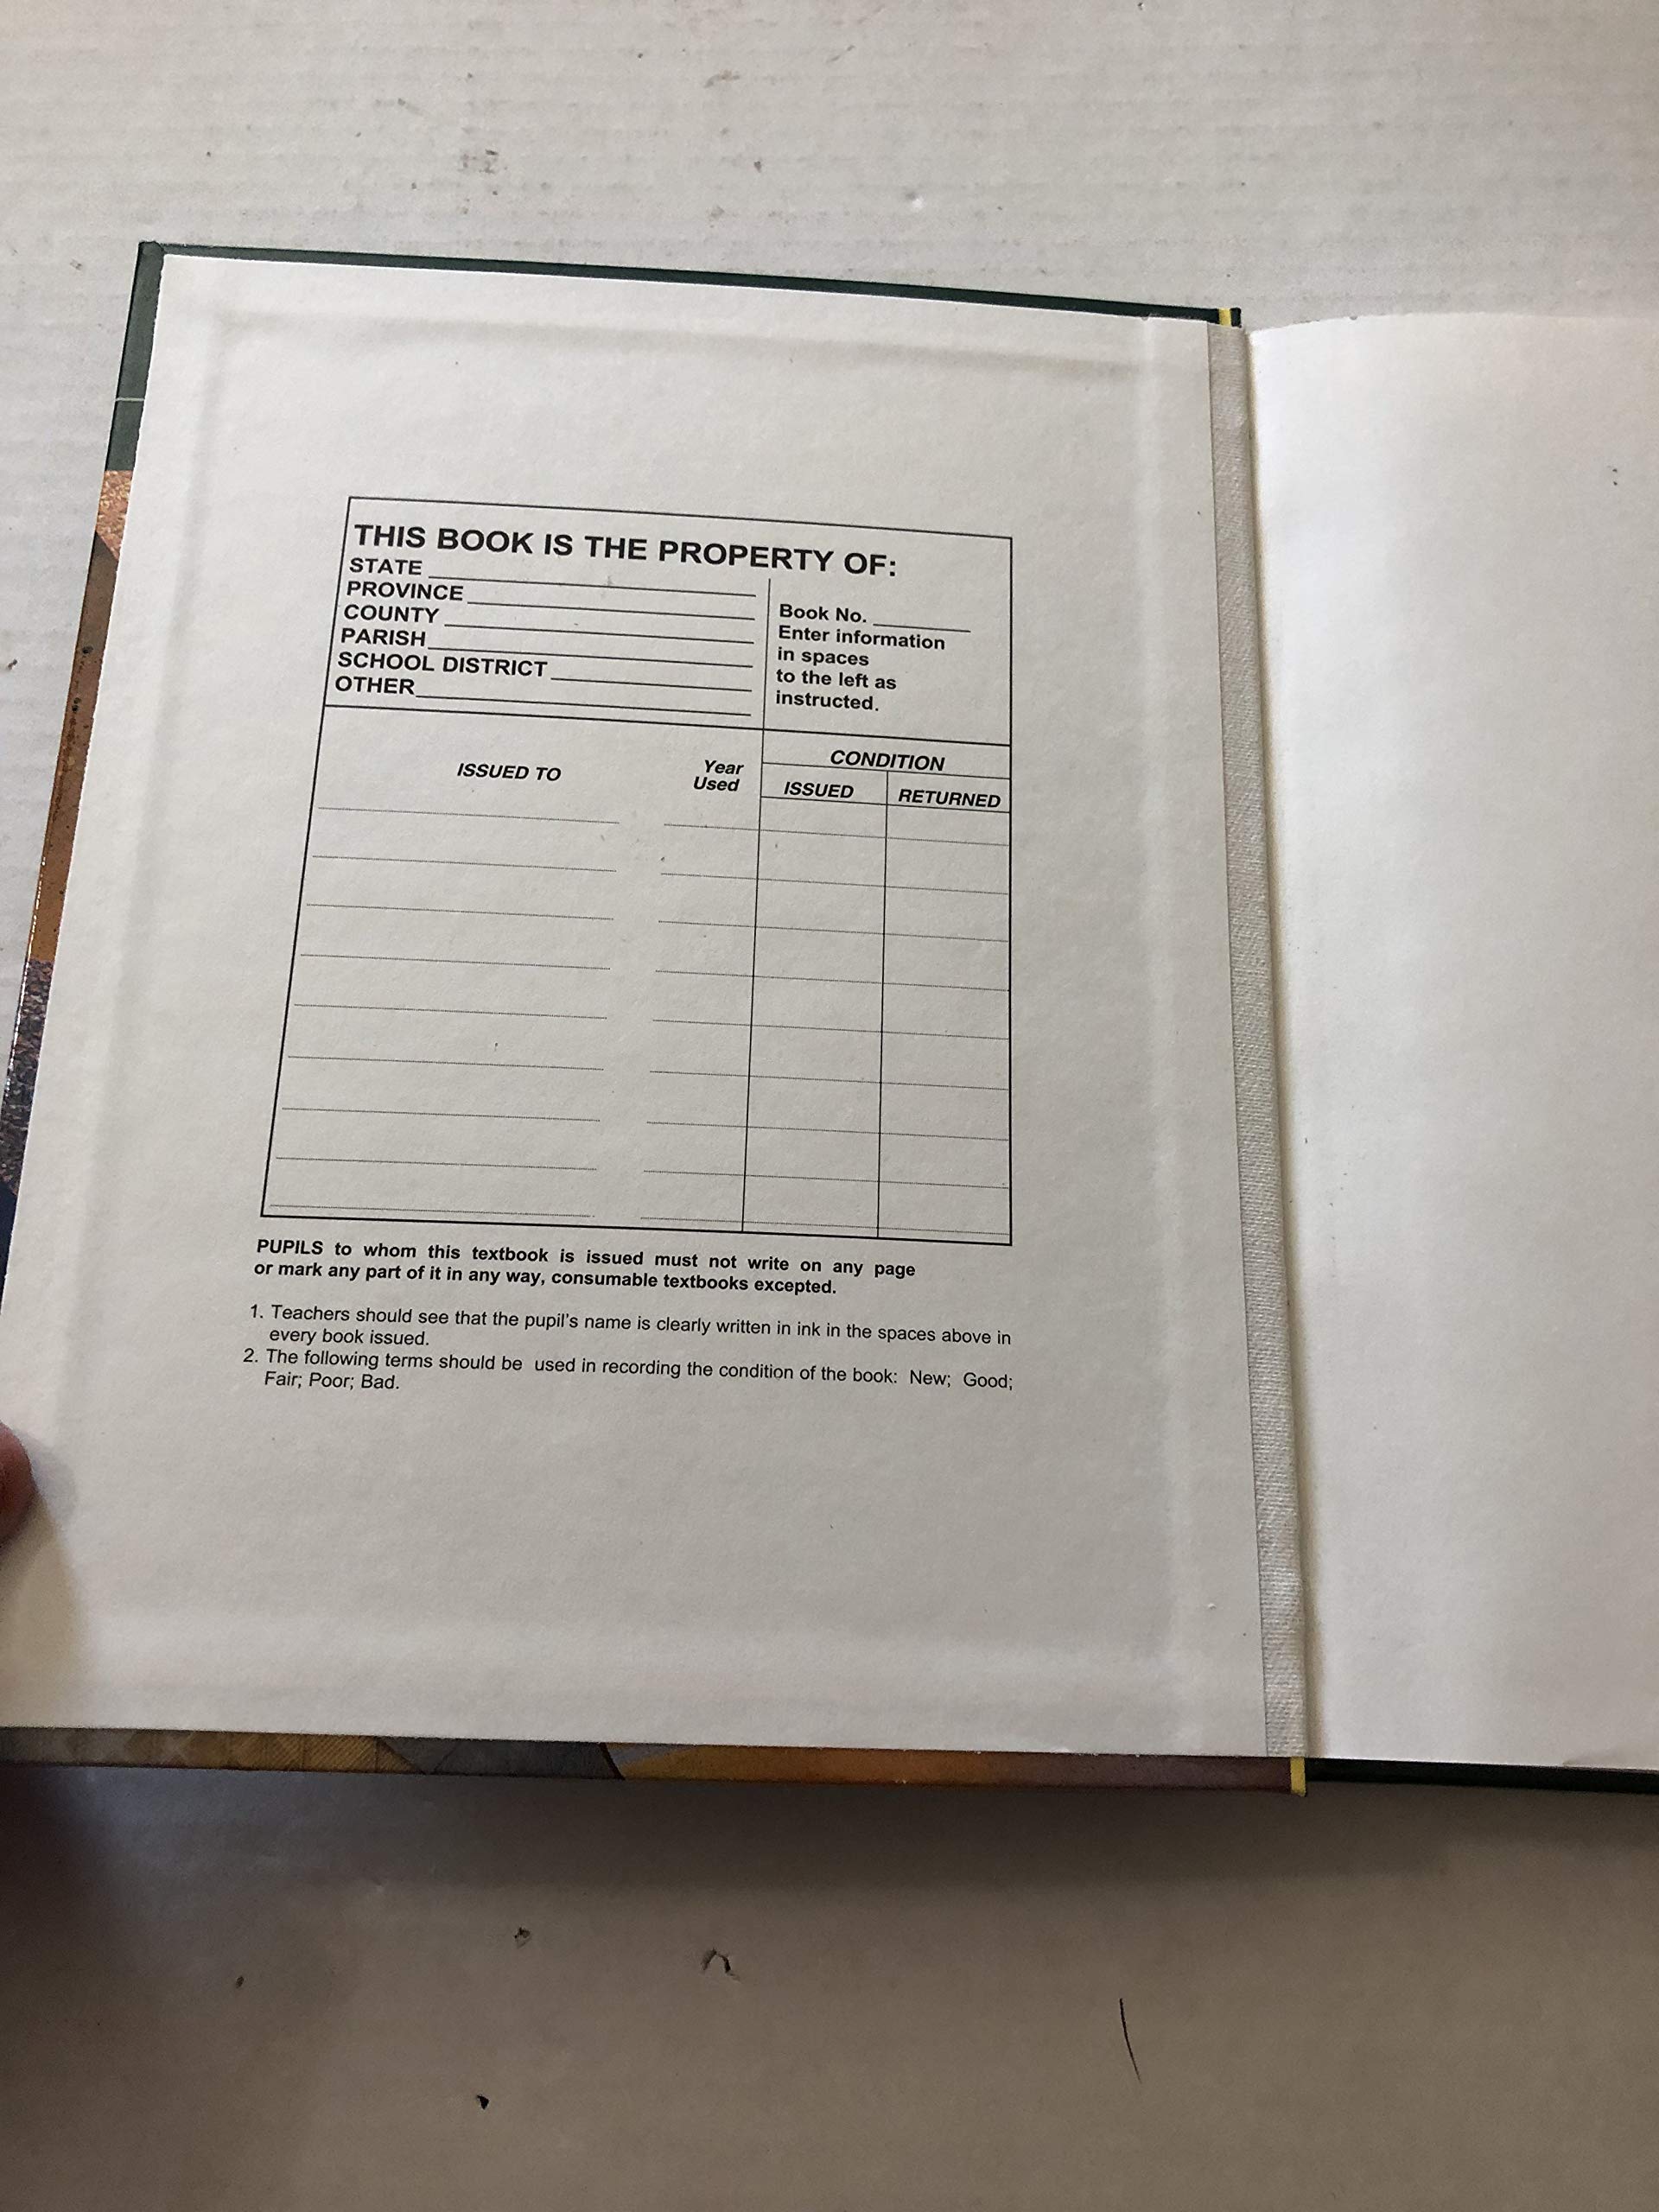 THIS BOOK IS THE PROPERTY OF:
STATE
PROVINCE
COUNTY
PARISH
SCHOOL DISTRICT
OTHER
Book No.
Enter information
in spaces
to the left as
instructed.
ISSUED TO
Year
Used
CONDITION
ISSUED
RETURNED
PUPILS to whom this textbook is issued must not write on any page
or mark any part of it in any way, consumable textbooks excepted.
1. Teachers should see that the pupil's name is clearly written in ink in the spaces above in
every book issued.
2. The following terms should be used in recording the condition of the book: New; Good;
Fair; Poor; Bad.